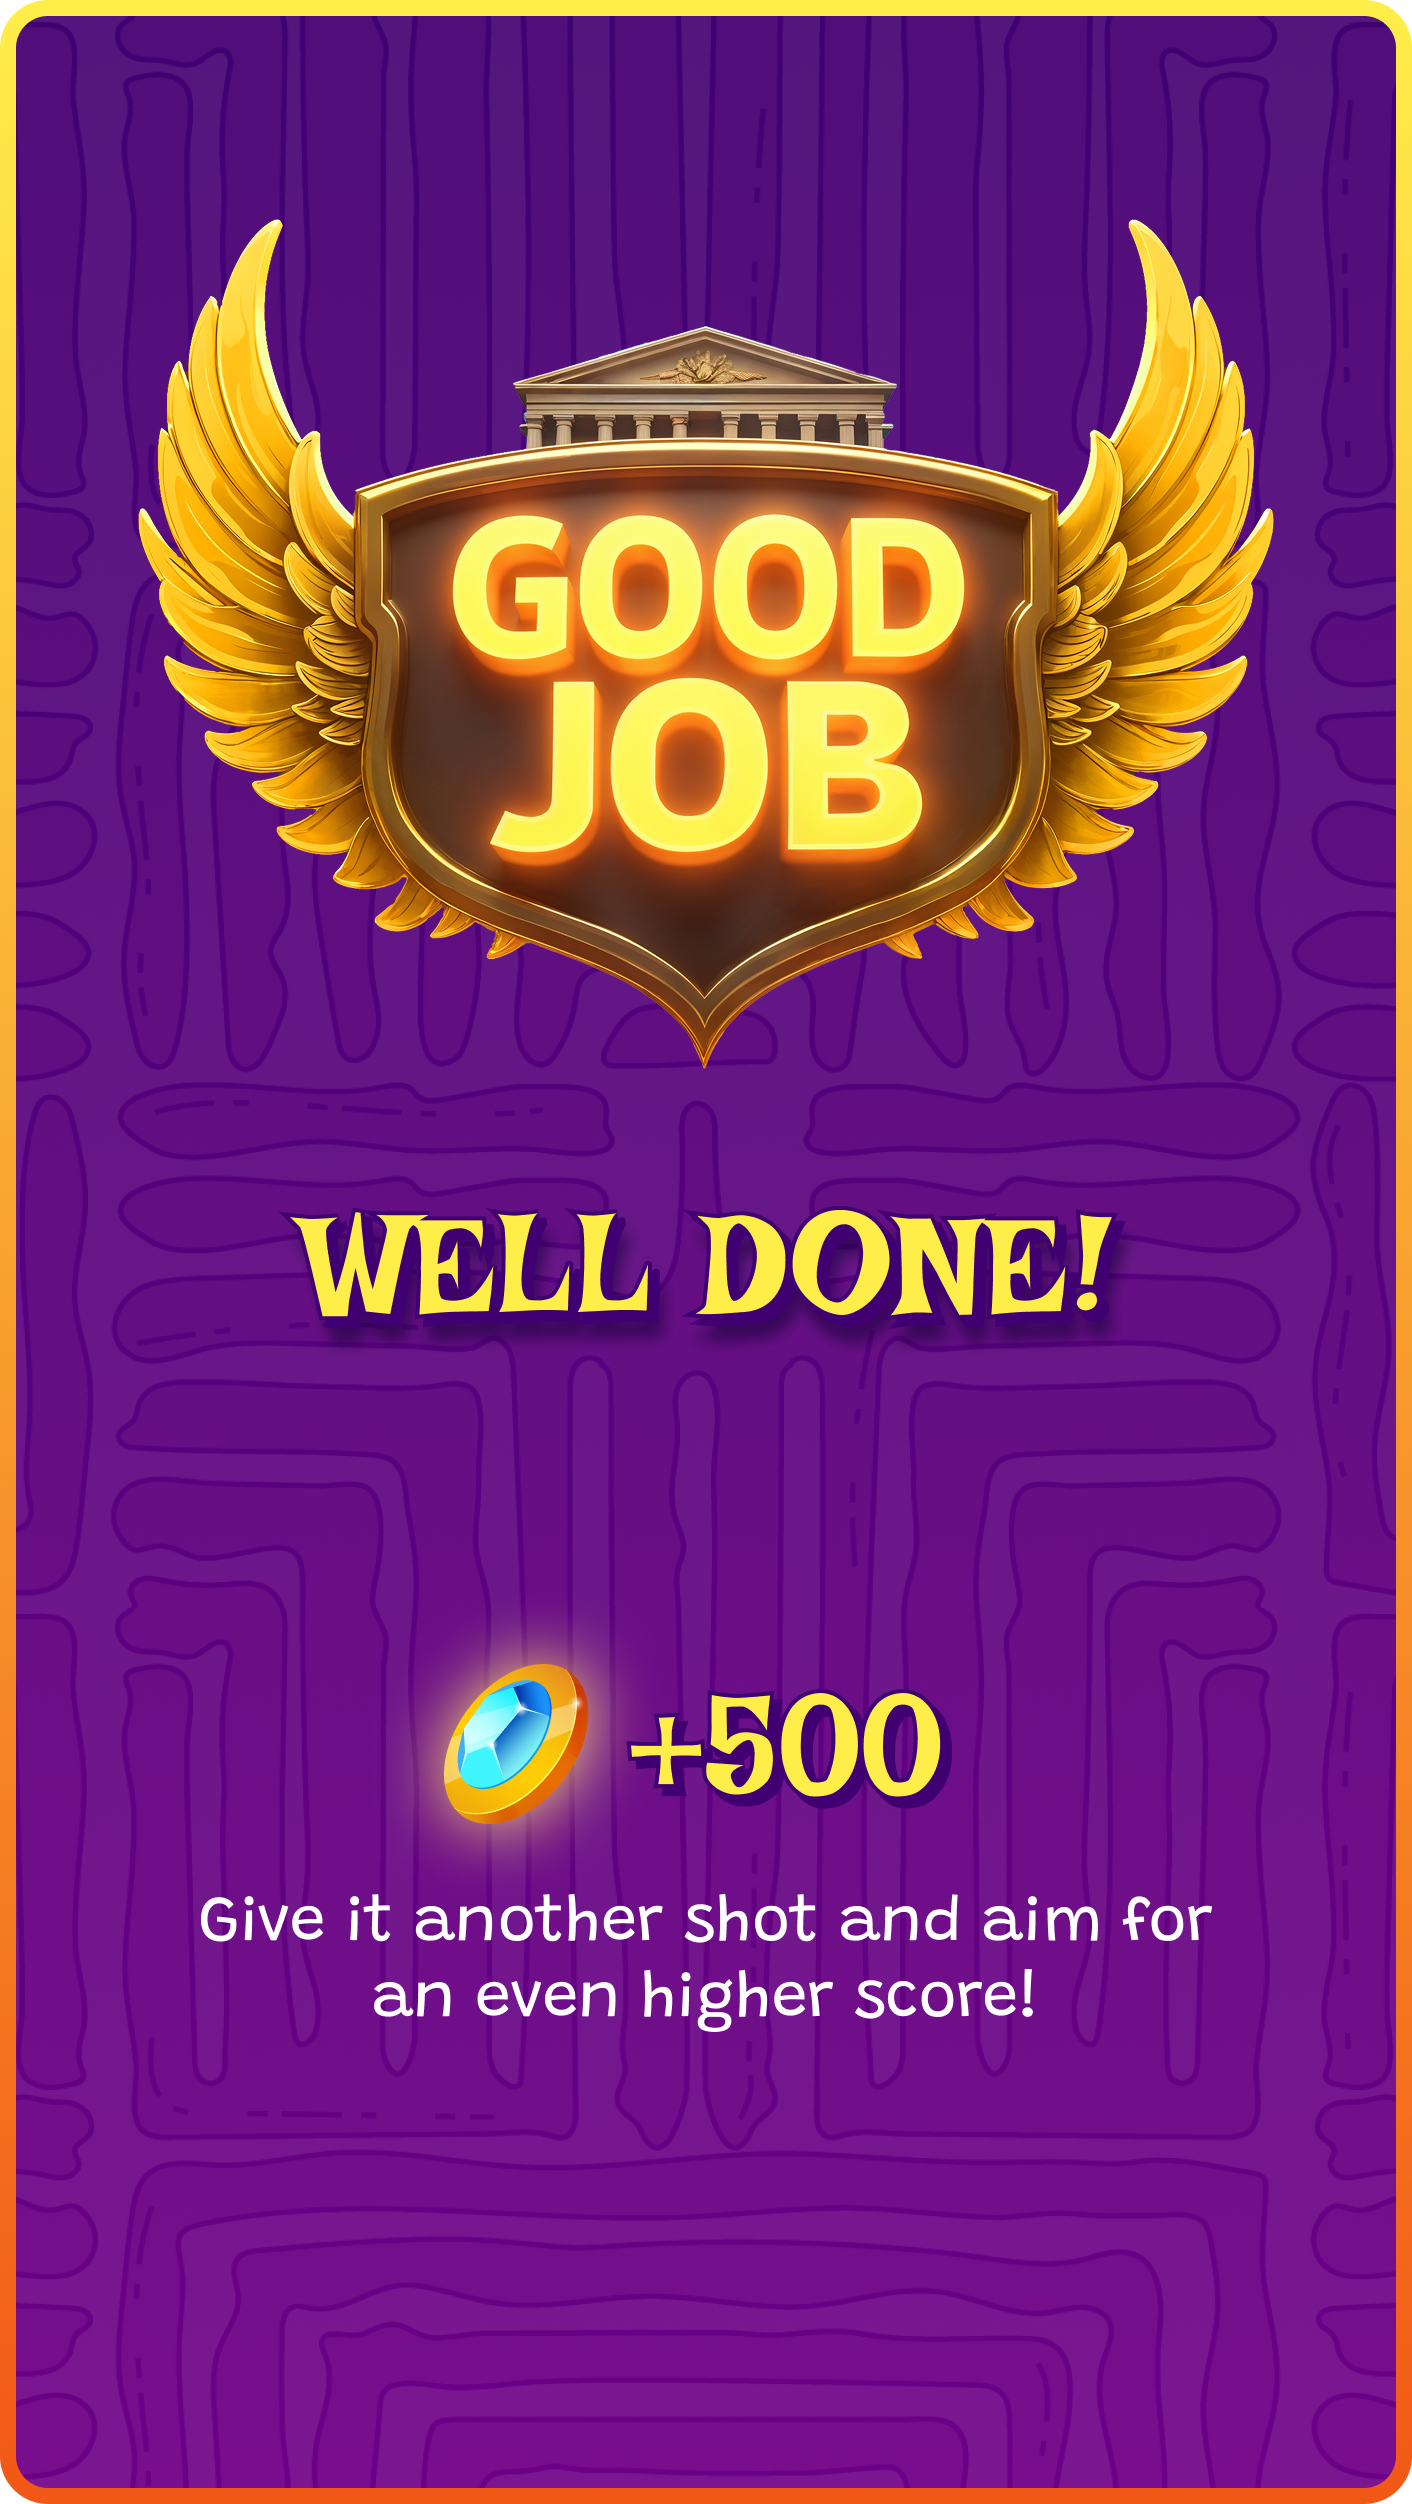 GOOD
JOB
WELL DONE!
+500
Give it another shot and aim for
an even higher score!